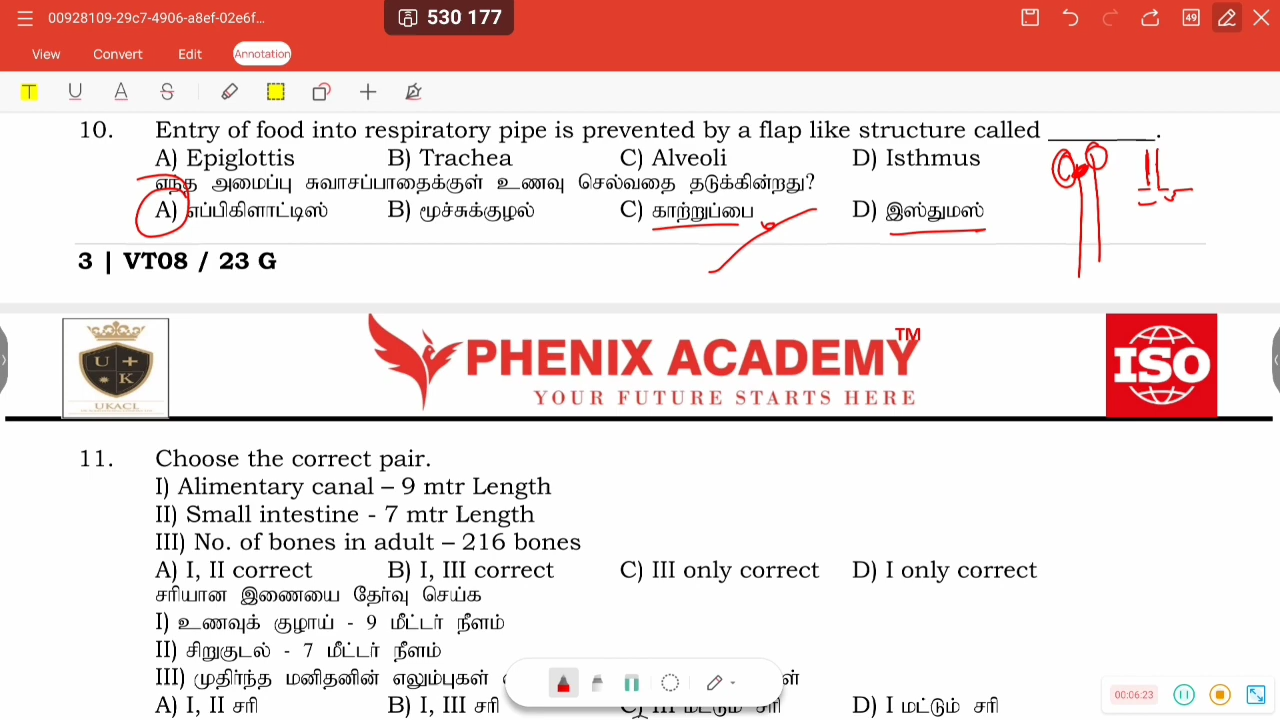 00928109-29c7-4906-a8ef-02e6f...
530 177
49
View Convert Edit Annotation
T U A S
10. Entry of food into respiratory pipe is prevented by a flap like structure called ________.
A) Epiglottis B) Trachea C) Alveoli D) Isthmus
எந்த அமைப்பு சுவாசப்பாதைக்குள் உணவு செல்வதை தடுக்கின்றது?
A) எப்பிகிளாட்டிஸ் B) மூச்சுக்குழல் C) காற்றுப்பை D) இஸ்துமஸ்
3 | VT08 / 23 G
U + K
UKACL
PHENIX ACADEMY TM
YOUR FUTURE STARTS HERE
ISO
11. Choose the correct pair.
I) Alimentary canal – 9 mtr Length
II) Small intestine - 7 mtr Length
III) No. of bones in adult – 216 bones
A) I, II correct B) I, III correct C) III only correct D) I only correct
சரியான இணையை தேர்வு செய்க
I) உணவுக் குழாய் - 9 மீட்டர் நீளம்
II) சிறுகுடல் - 7 மீட்டர் நீளம்
III) முதிர்ந்த மனிதனின் எலும்புகள்
A) I, II சரி B) I, III சரி C) III மட்டும் சரி D) I மட்டும் சரி
00:06:23